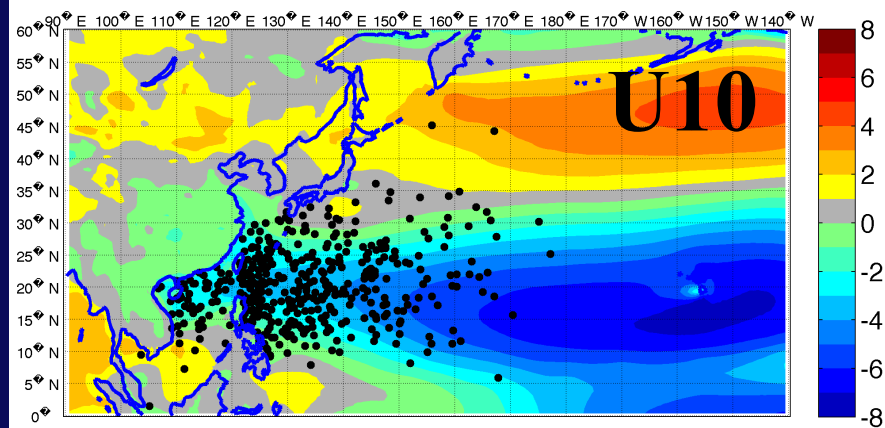 90� E 100� E 110� E 120� E 130� E 140� E 150� E 160� E 170� E 180� E 170� W 160� W 150� W 140� W
60� N
55� N
50� N
45� N
40� N
35� N
30� N
25� N
20� N
15� N
10� N
5� N
0�
U10
8
6
4
2
0
-2
-4
-6
-8